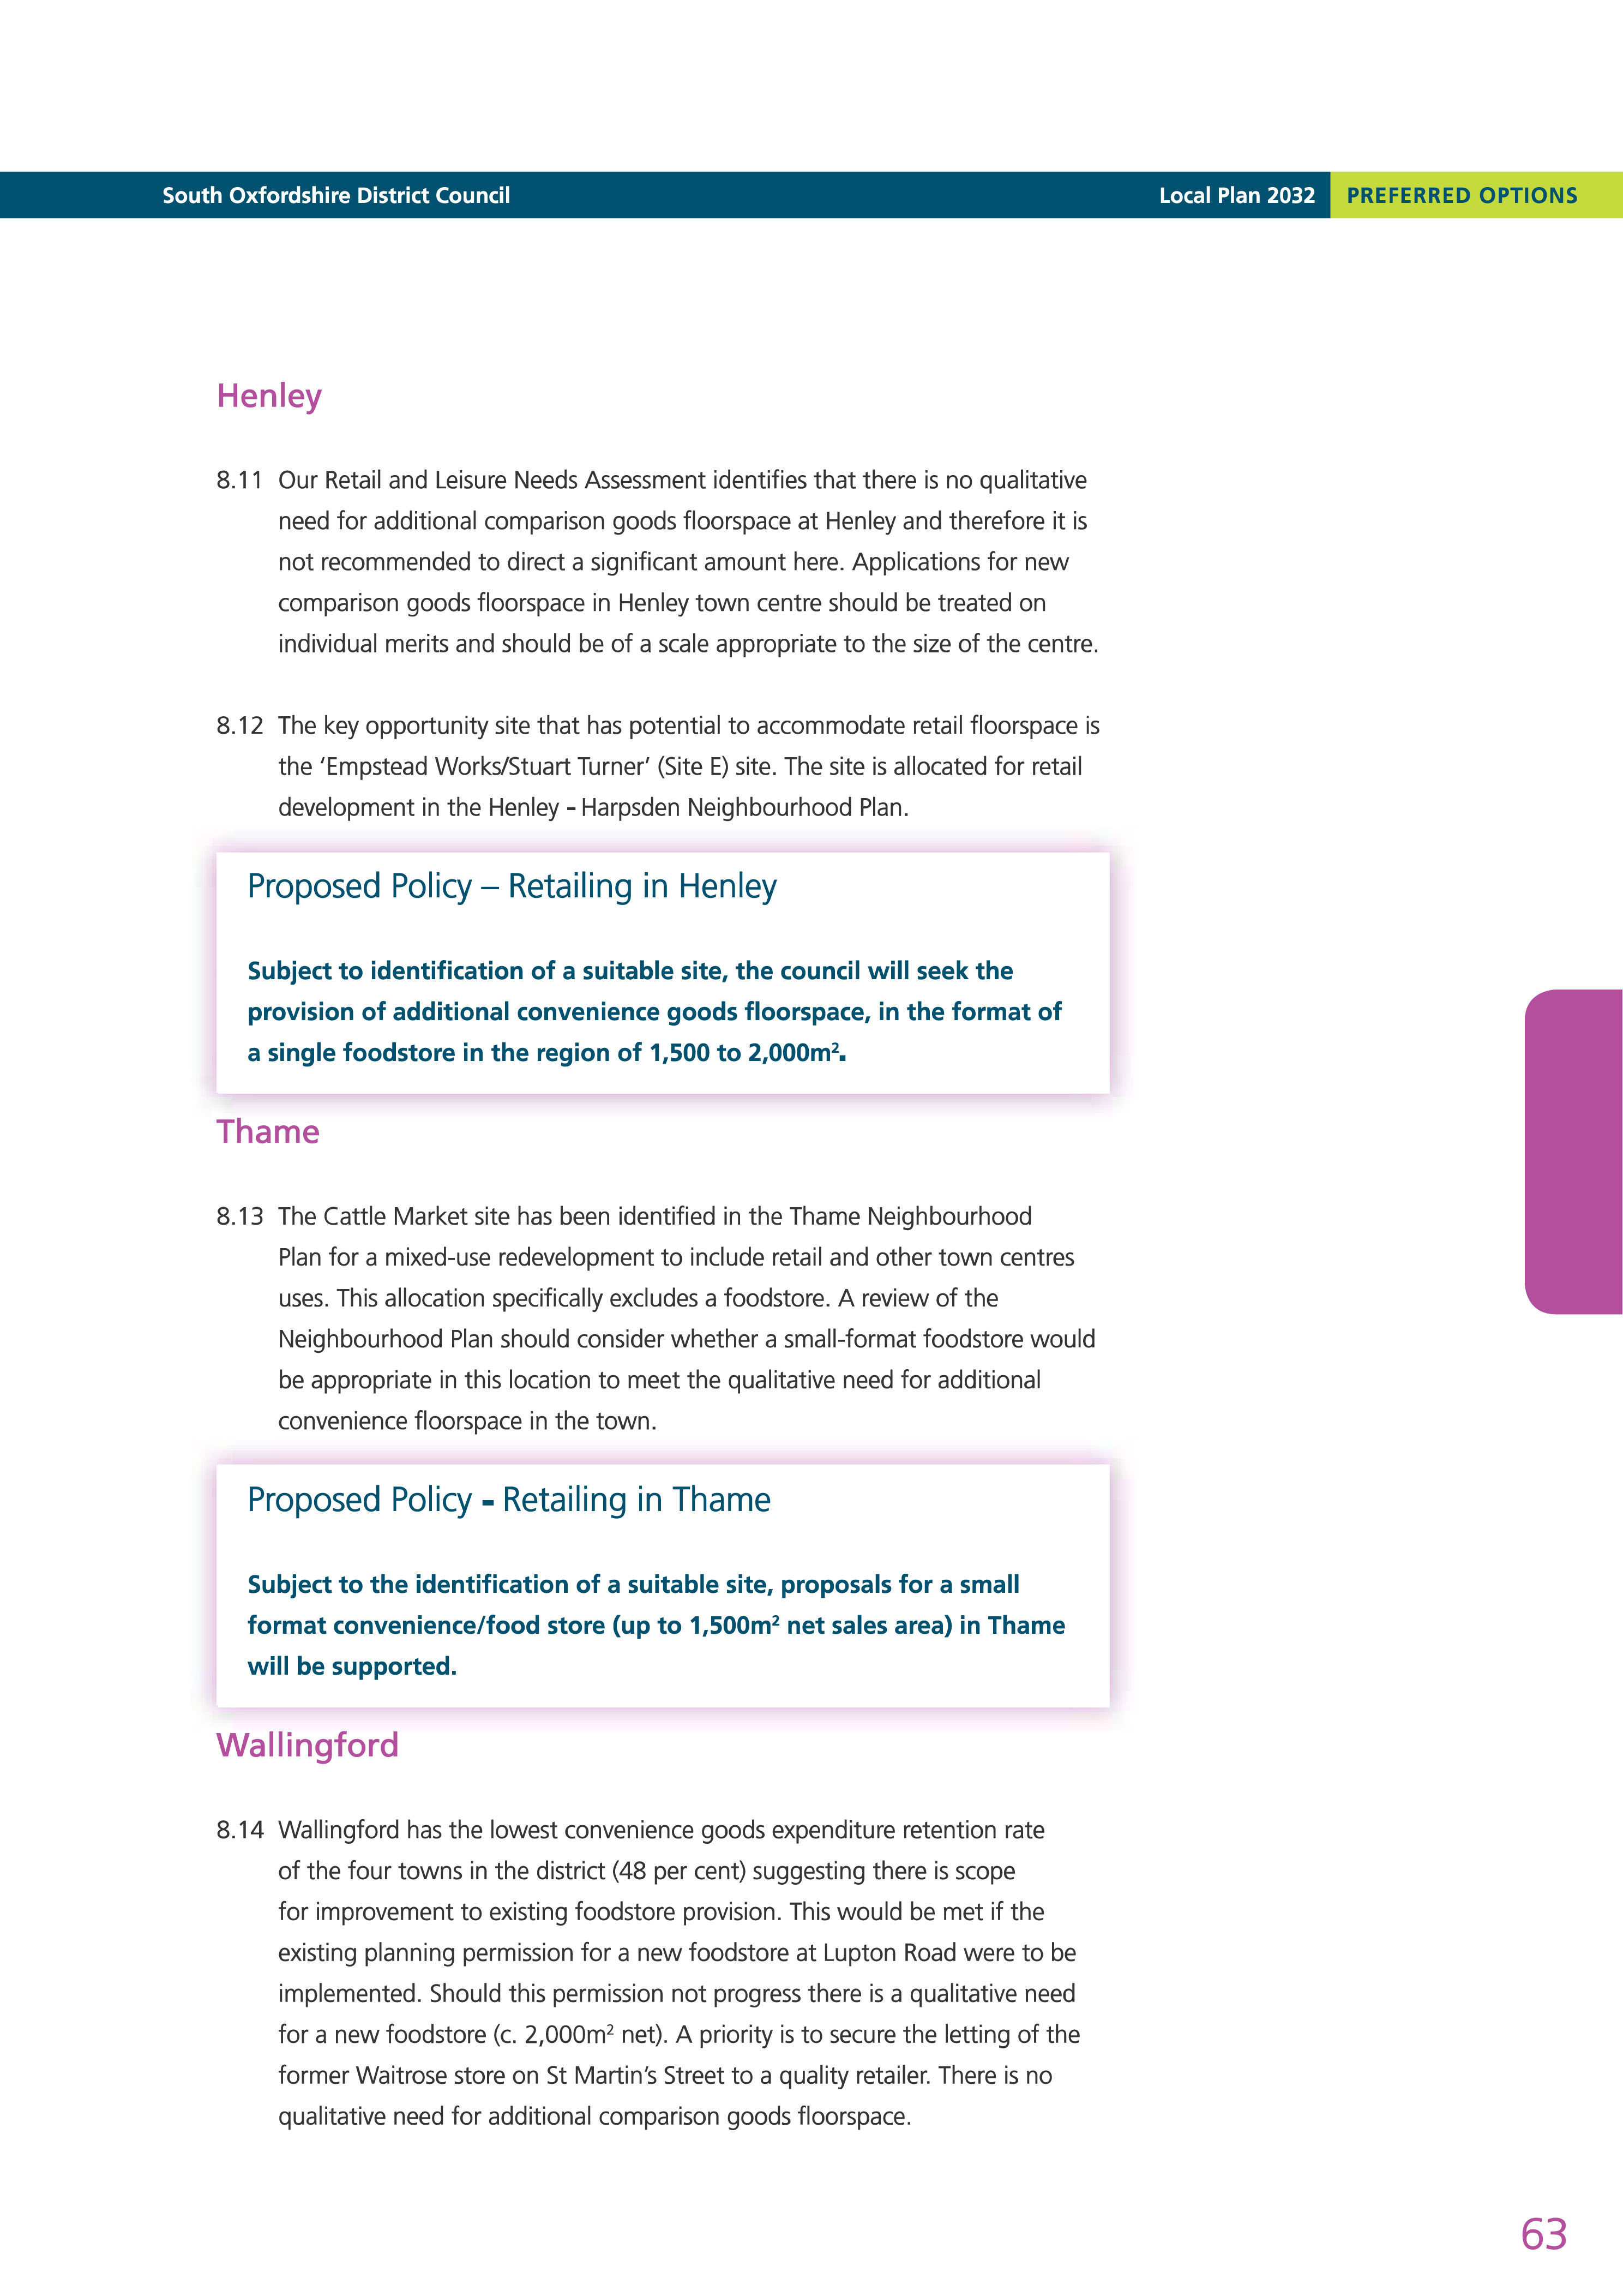 South Oxfordshire District Council
Local Plan 2032 PREFERRED OPTIONS
Henley
8.11 Our Retail and Leisure Needs Assessment identifies that there is no qualitative
need for additional comparison goods floorspace at Henley and therefore it is
not recommended to direct a significant amount here. Applications for new
comparison goods floorspace in Henley town centre should be treated on
individual merits and should be of a scale appropriate to the size of the centre.
8.12 The key opportunity site that has potential to accommodate retail floorspace is
the ‘Empstead Works/Stuart Turner’ (Site E) site. The site is allocated for retail
development in the Henley - Harpsden Neighbourhood Plan.
Proposed Policy – Retailing in Henley
Subject to identification of a suitable site, the council will seek the
provision of additional convenience goods floorspace, in the format of
a single foodstore in the region of 1,500 to 2,000m².
Thame
8.13 The Cattle Market site has been identified in the Thame Neighbourhood
Plan for a mixed-use redevelopment to include retail and other town centres
uses. This allocation specifically excludes a foodstore. A review of the
Neighbourhood Plan should consider whether a small-format foodstore would
be appropriate in this location to meet the qualitative need for additional
convenience floorspace in the town.
Proposed Policy - Retailing in Thame
Subject to the identification of a suitable site, proposals for a small
format convenience/food store (up to 1,500m² net sales area) in Thame
will be supported.
Wallingford
8.14 Wallingford has the lowest convenience goods expenditure retention rate
of the four towns in the district (48 per cent) suggesting there is scope
for improvement to existing foodstore provision. This would be met if the
existing planning permission for a new foodstore at Lupton Road were to be
implemented. Should this permission not progress there is a qualitative need
for a new foodstore (c. 2,000m² net). A priority is to secure the letting of the
former Waitrose store on St Martin’s Street to a quality retailer. There is no
qualitative need for additional comparison goods floorspace.
63